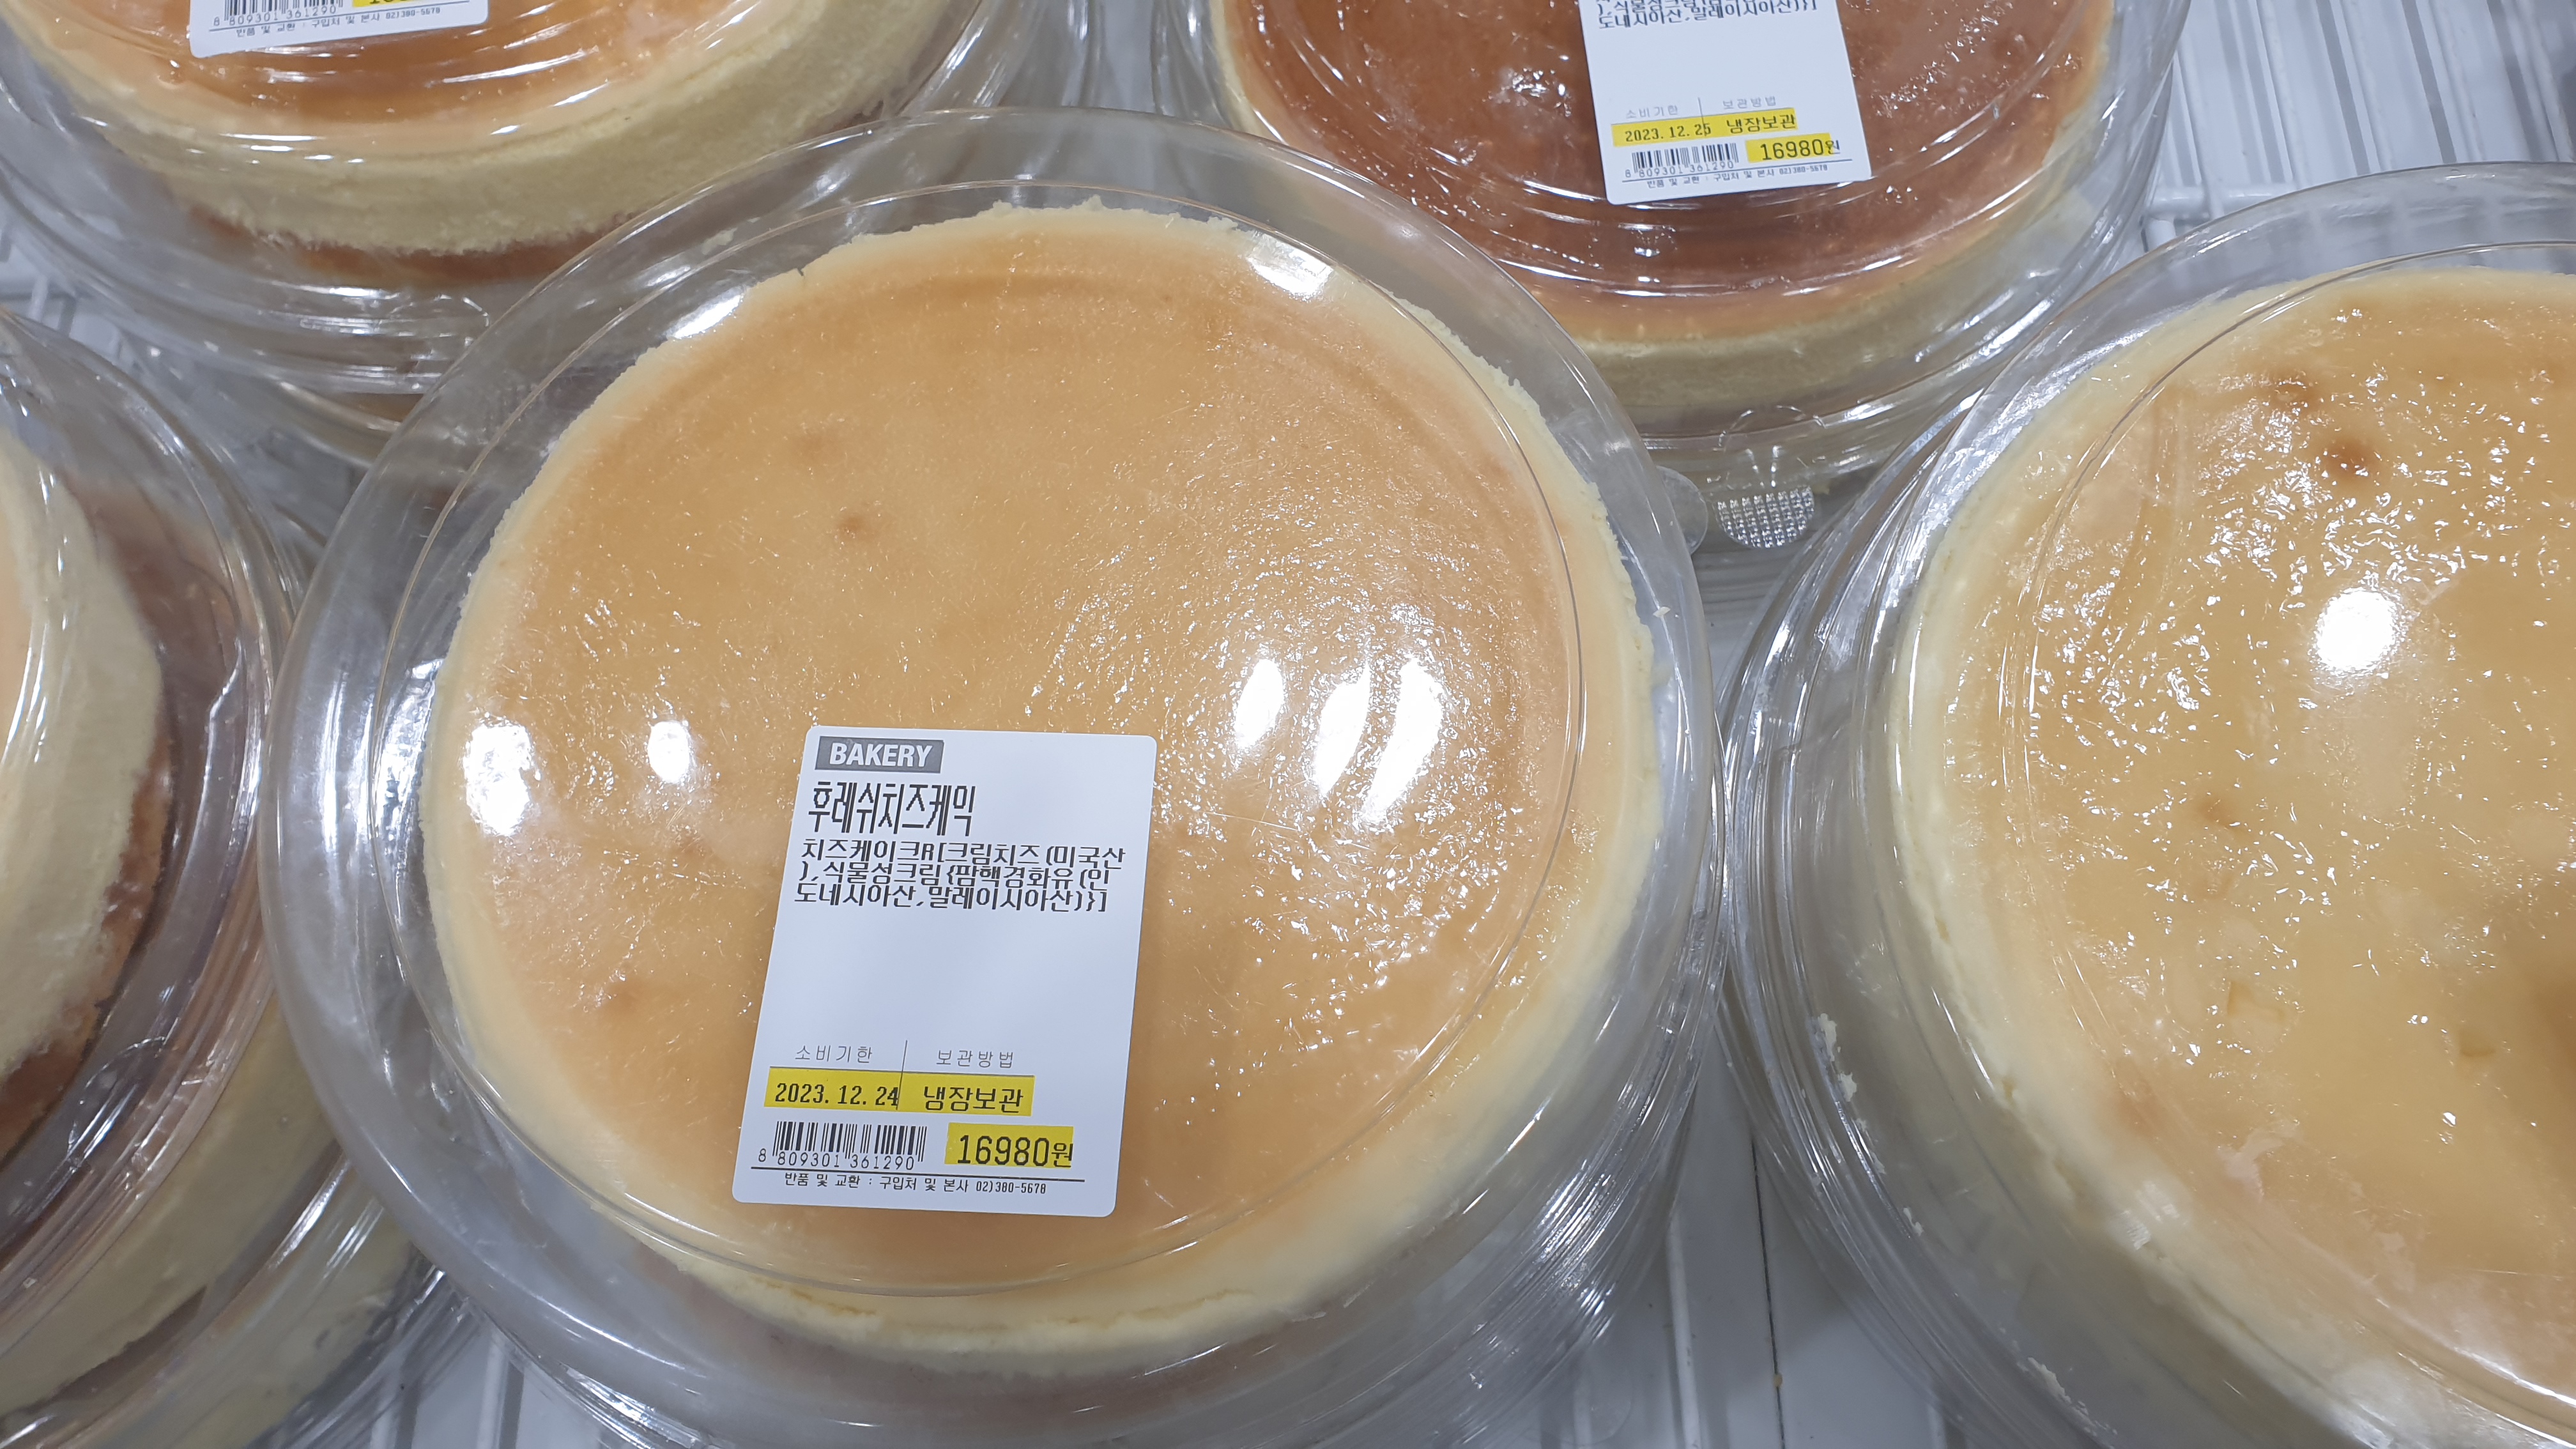 8 809301 361290
반품 및 교환 : 구입처 및 본사 02)380-5678
),식물성크림
도네시아산,말레이시아산)}]
소비기한 보관방법
2023.12.25 냉장보관
16980원
8 809301 361290
반품 및 교환 : 구입처 및 본사 02)380-5678
BAKERY
후레쉬치즈케익
치즈케이크R[크림치즈(미국산
),식물성크림{팜핵경화유(인
도네시아산,말레이시아산)}]
소비기한 보관방법
2023.12.24 냉장보관
8 809301 361290 16980원
반품 및 교환 : 구입처 및 본사 02)380-5678